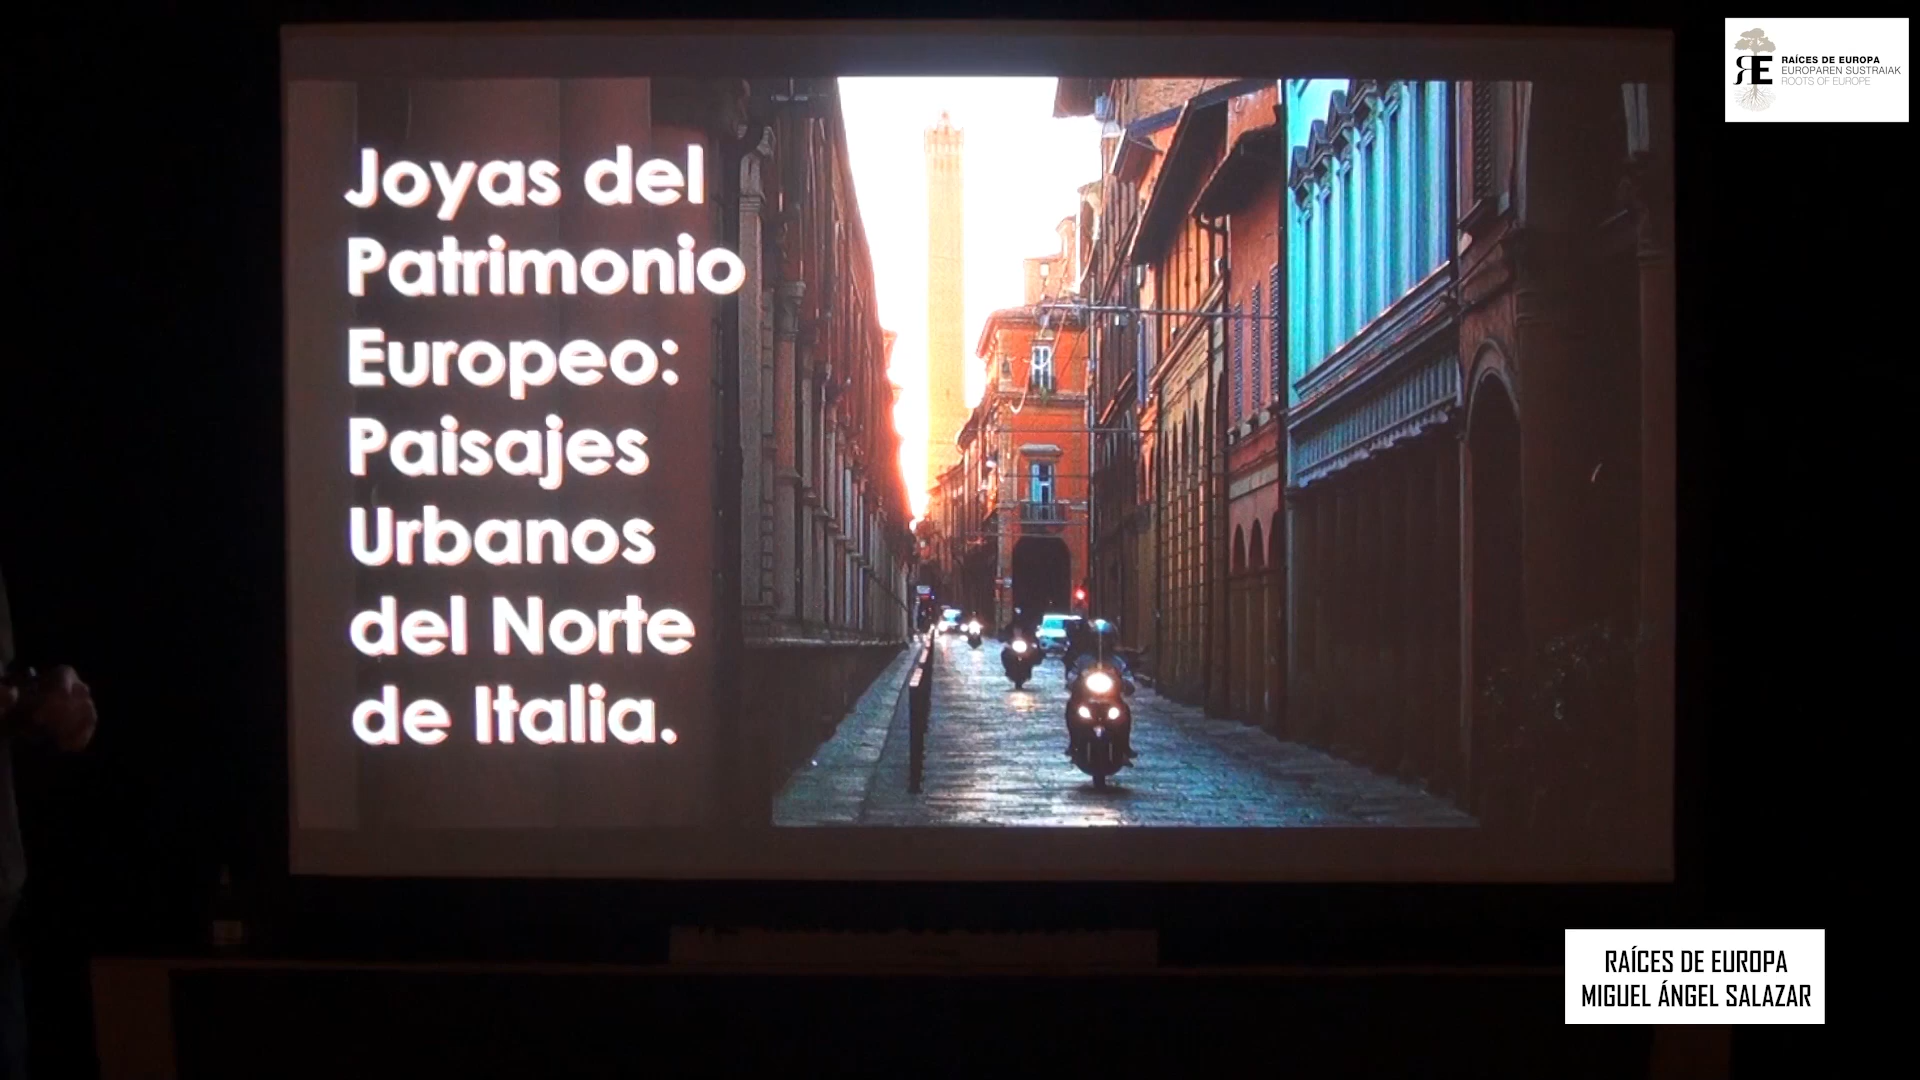 RAÍCES DE EUROPA
EUROPAREN SUSTRAIAK
ROOTS OF EUROPE
Joyas del
Patrimonio
Europeo:
Paisajes
Urbanos
del Norte
de Italia.
RAÍCES DE EUROPA
MIGUEL ÁNGEL SALAZAR